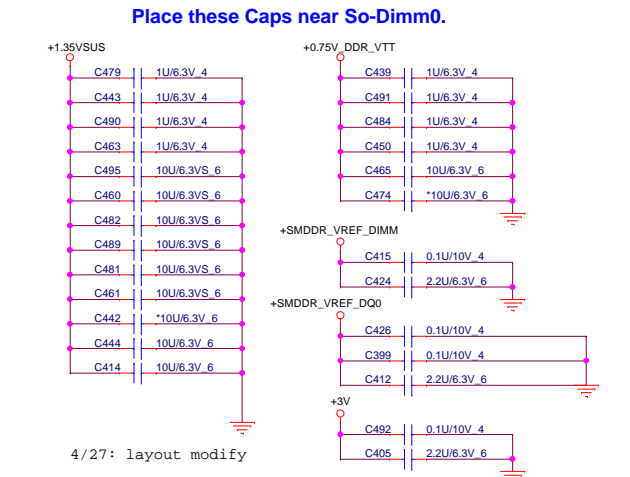 Place these Caps near So-Dimm0.
+1.35VSUS
C479 1U/6.3V_4
C443 1U/6.3V_4
C490 1U/6.3V_4
C463 1U/6.3V_4
C495 10U/6.3VS_6
C460 10U/6.3VS_6
C482 10U/6.3VS_6
C489 10U/6.3VS_6
C481 10U/6.3VS_6
C461 10U/6.3VS_6
C442 *10U/6.3V_6
C444 10U/6.3V_6
C414 10U/6.3V_6
4/27: layout modify
+0.75V_DDR_VTT
C439 1U/6.3V_4
C491 1U/6.3V_4
C484 1U/6.3V_4
C450 1U/6.3V_4
C465 10U/6.3V_6
C474 *10U/6.3V_6
+SMDDR_VREF_DIMM
C415 0.1U/10V_4
C424 2.2U/6.3V_6
+SMDDR_VREF_DQ0
C426 0.1U/10V_4
C399 0.1U/10V_4
C412 2.2U/6.3V_6
+3V
C492 0.1U/10V_4
C405 2.2U/6.3V_6